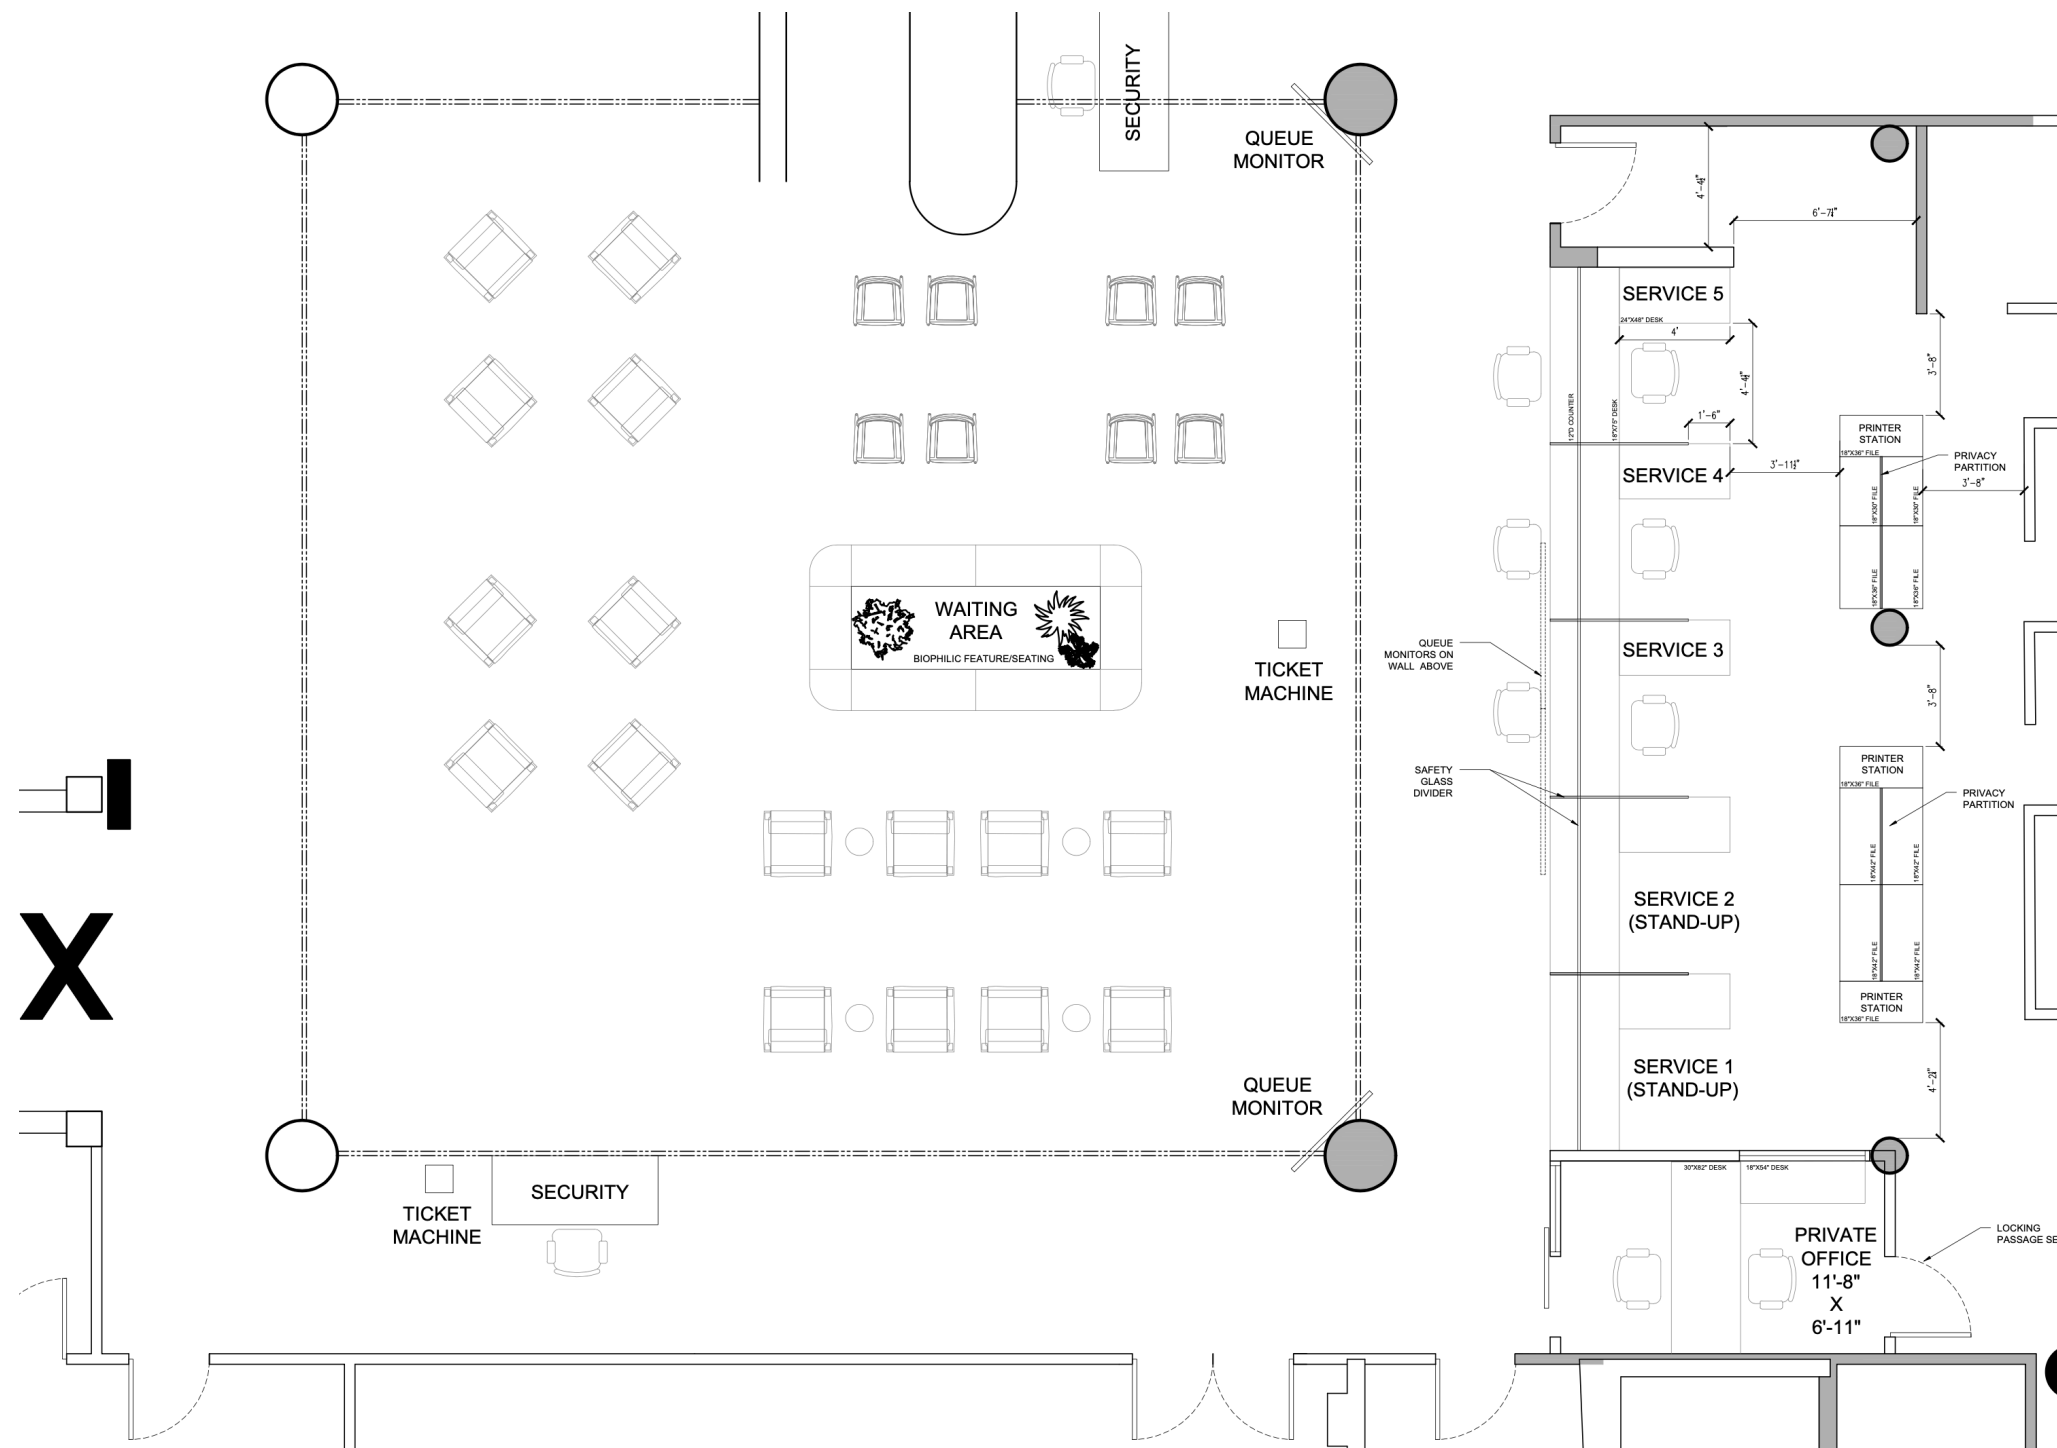 SECURITY
QUEUE
MONITOR
4'-4½"
6'-7¼"
SERVICE 5
24"X48" DESK
4'
4'-4½"
1'-6"
12"D COUNTER
18"X75" DESK
3'-8"
PRINTER
STATION
18"X36" FILE
PRIVACY
PARTITION
SERVICE 4
3'-11½"
3'-8"
18"X30" FILE
18"X30" FILE
18"X36" FILE
18"X36" FILE
WAITING
AREA
BIOPHILIC FEATURE/SEATING
TICKET
MACHINE
QUEUE
MONITORS ON
WALL ABOVE
SERVICE 3
3'-8"
SAFETY
GLASS
DIVIDER
PRINTER
STATION
18"X36" FILE
PRIVACY
PARTITION
18"X42" FILE
18"X42" FILE
SERVICE 2
(STAND-UP)
X
18"X42" FILE
18"X42" FILE
PRINTER
STATION
18"X36" FILE
SERVICE 1
(STAND-UP)
QUEUE
MONITOR
SECURITY
TICKET
MACHINE
30"X82" DESK
18"X54" DESK
PRIVATE
OFFICE
11'-8"
X
6'-11"
LOCKING
PASSAGE SE